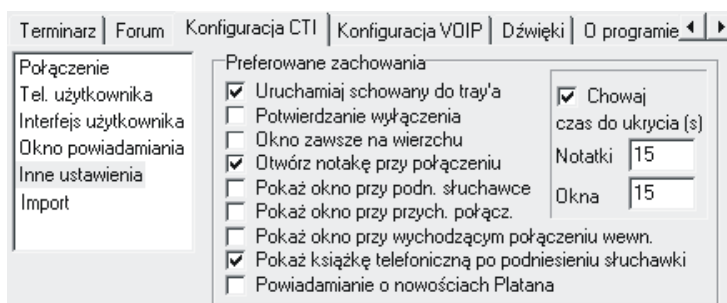 Terminarz Forum Konfiguracja CTI Konfiguracja VOIP Dźwięki O programie
Połączenie
Tel. użytkownika
Interfejs użytkownika
Okno powiadamiania
Inne ustawienia
Import
Preferowane zachowania
Uruchamiaj schowany do tray'a
Potwierdzanie wyłączenia
Okno zawsze na wierzchu
Otwórz notakę przy połączeniu
Pokaż okno przy podn. słuchawce
Pokaż okno przy przych. połącz.
Pokaż okno przy wychodzącym połączeniu wewn.
Pokaż książkę telefoniczną po podniesieniu słuchawki
Powiadamianie o nowościach Platana
Chowaj
czas do ukrycia (s)
Notatki 15
Okna 15